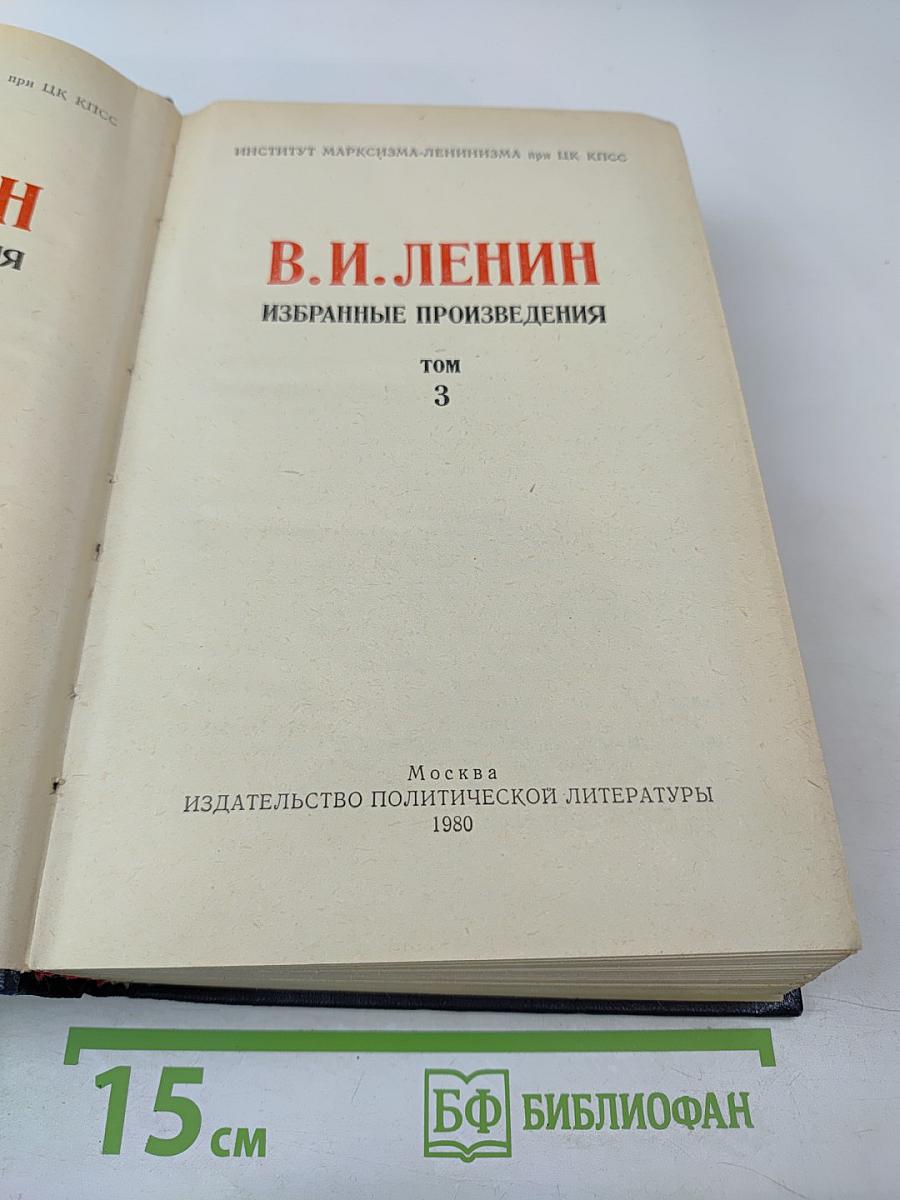 при ЦК КПСС
ИНСТИТУТ МАРКСИЗМА-ЛЕНИНИЗМА при ЦК КПСС
В. И. ЛЕНИН
ИЗБРАННЫЕ ПРОИЗВЕДЕНИЯ
ТОМ
3
Москва
ИЗДАТЕЛЬСТВО ПОЛИТИЧЕСКОЙ ЛИТЕРАТУРЫ
1980
15 см
БФ БИБЛИОФАН